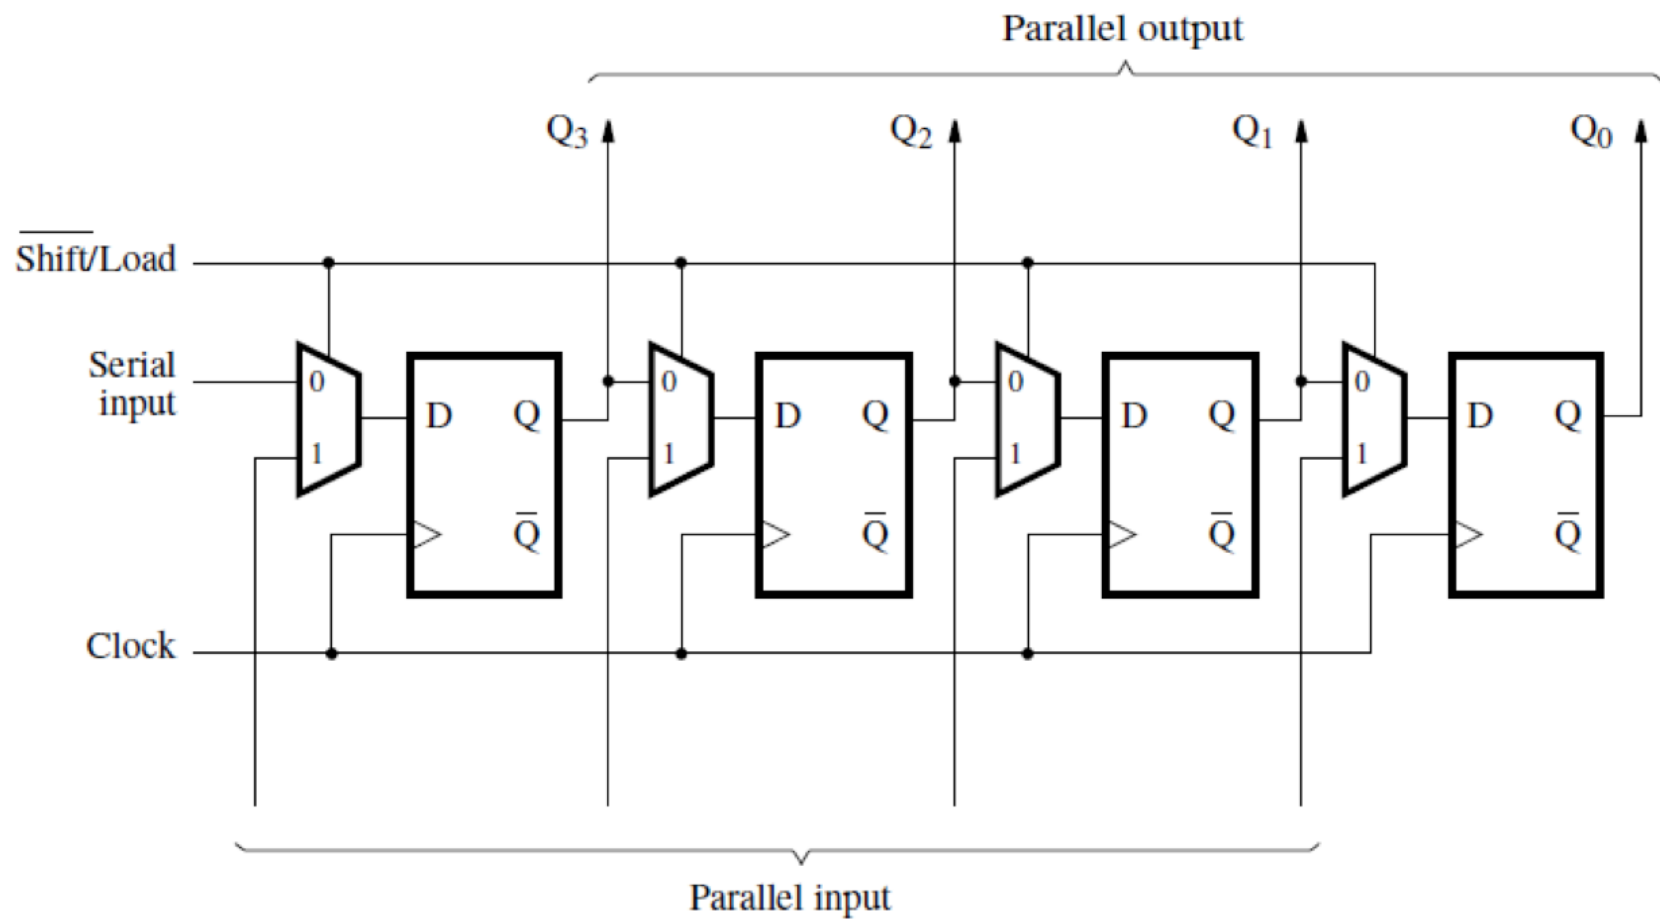 Parallel output
Q3 Q2 Q1 Q0
S̅h̅i̅f̅t̅/Load
Serial
input
0 0 0 0
D Q D Q D Q D Q
1 1 1 1
Q̅ Q̅ Q̅ Q̅
Clock
Parallel input